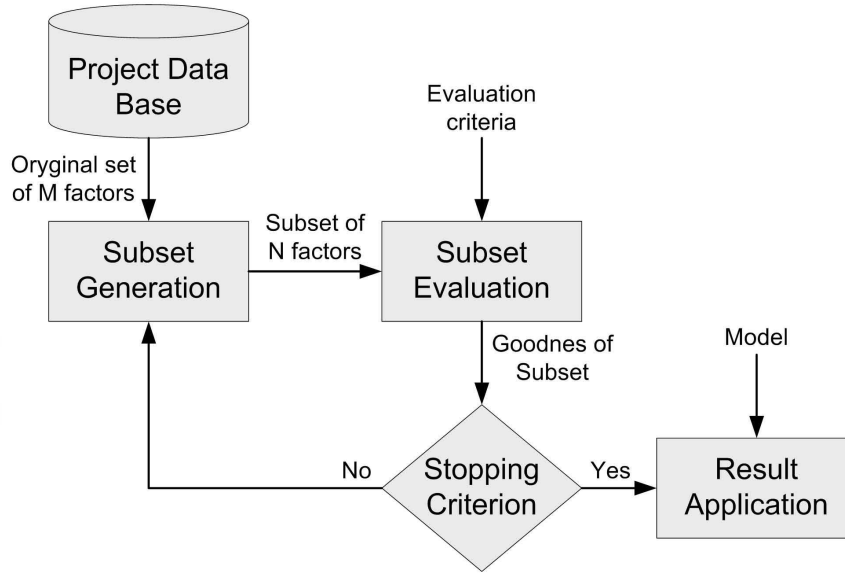 Project Data
Base
Evaluation
criteria
Oryginal set
of M factors
Subset
Generation
Subset of
N factors
Subset
Evaluation
Goodnes of
Subset
Model
No
Stopping
Criterion
Yes
Result
Application